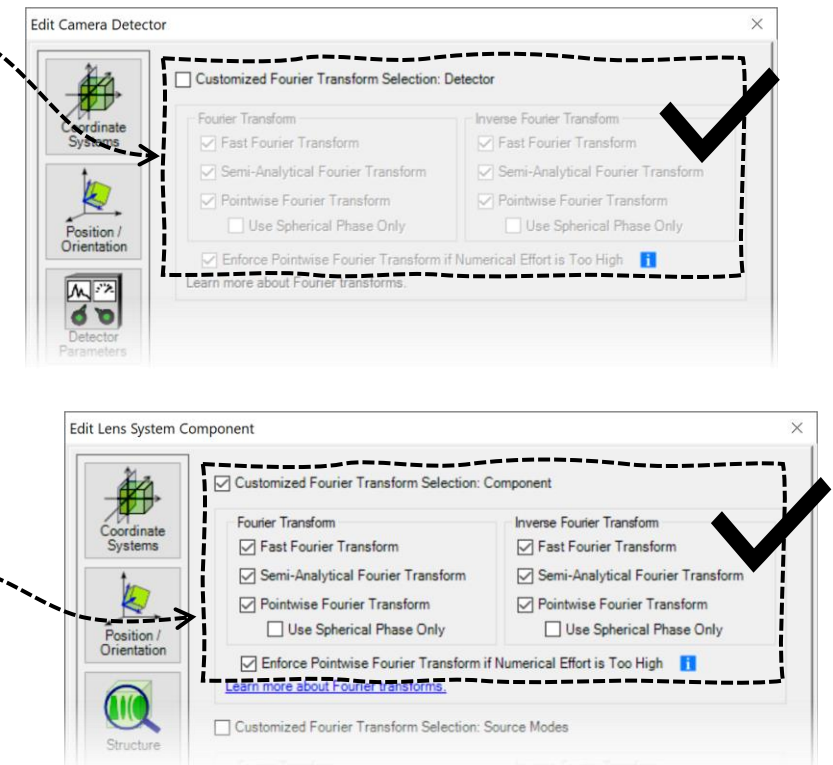 Edit Camera Detector
Customized Fourier Transform Selection: Detector
Coordinate
Systems
Fourier Transform
Inverse Fourier Transform
Fast Fourier Transform
Fast Fourier Transform
Semi-Analytical Fourier Transform
Semi-Analytical Fourier Transform
Pointwise Fourier Transform
Pointwise Fourier Transform
Use Spherical Phase Only
Use Spherical Phase Only
Position /
Orientation
Enforce Pointwise Fourier Transform if Numerical Effort is Too High
Learn more about Fourier transforms.
Detector
Parameters
Edit Lens System Component
Customized Fourier Transform Selection: Component
Coordinate
Systems
Fourier Transform
Inverse Fourier Transform
Fast Fourier Transform
Fast Fourier Transform
Semi-Analytical Fourier Transform
Semi-Analytical Fourier Transform
Pointwise Fourier Transform
Pointwise Fourier Transform
Use Spherical Phase Only
Use Spherical Phase Only
Position /
Orientation
Enforce Pointwise Fourier Transform if Numerical Effort is Too High
Learn more about Fourier transforms.
Customized Fourier Transform Selection: Source Modes
Structure